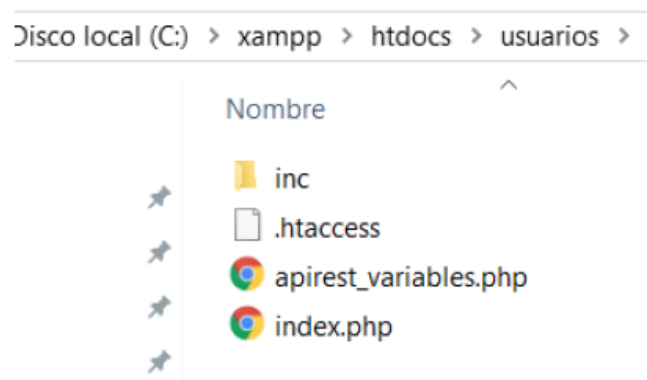 Disco local (C:) > xampp > htdocs > usuarios >
Nombre
inc
.htaccess
apirest_variables.php
index.php